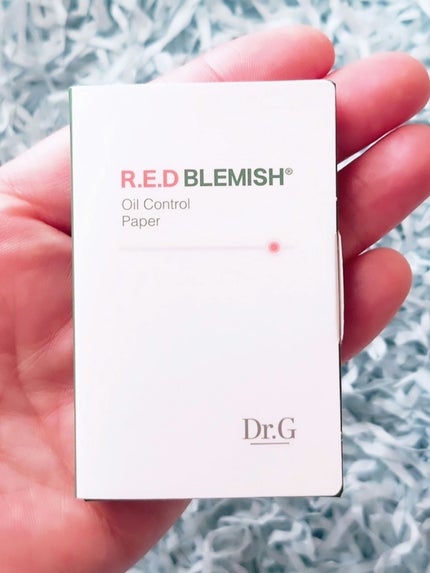 R.E.D BLEMISH®
Oil Control
Paper
Dr.G